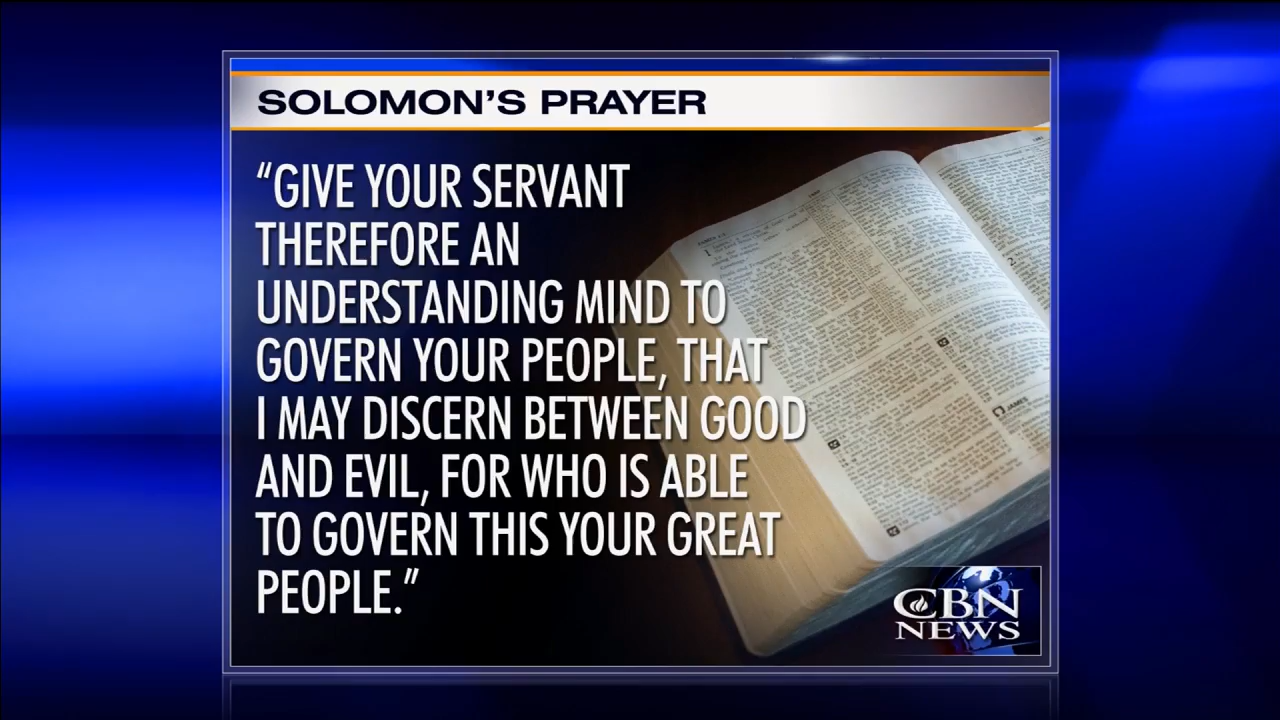 SOLOMON'S PRAYER
“GIVE YOUR SERVANT
THEREFORE AN
UNDERSTANDING MIND TO
GOVERN YOUR PEOPLE, THAT
I MAY DISCERN BETWEEN GOOD
AND EVIL, FOR WHO IS ABLE
TO GOVERN THIS YOUR GREAT
PEOPLE.”
JAMES
CBN
NEWS